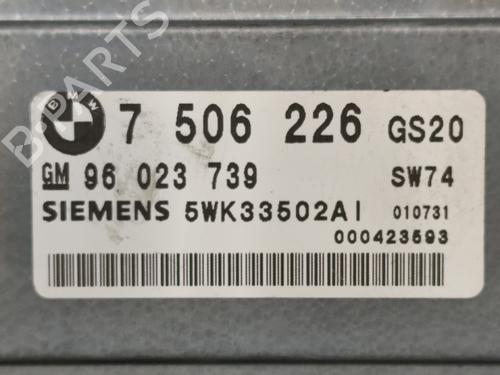 BMW 7 506 226 GS20
GM 96 023 739 SW74
SIEMENS 5WK33502AI 010731
000423593
B-PARTS